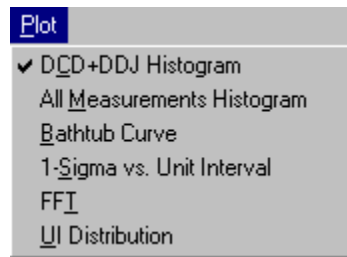 Plot
DCD+DDJ Histogram
All Measurements Histogram
Bathtub Curve
1-Sigma vs. Unit Interval
FFT
UI Distribution